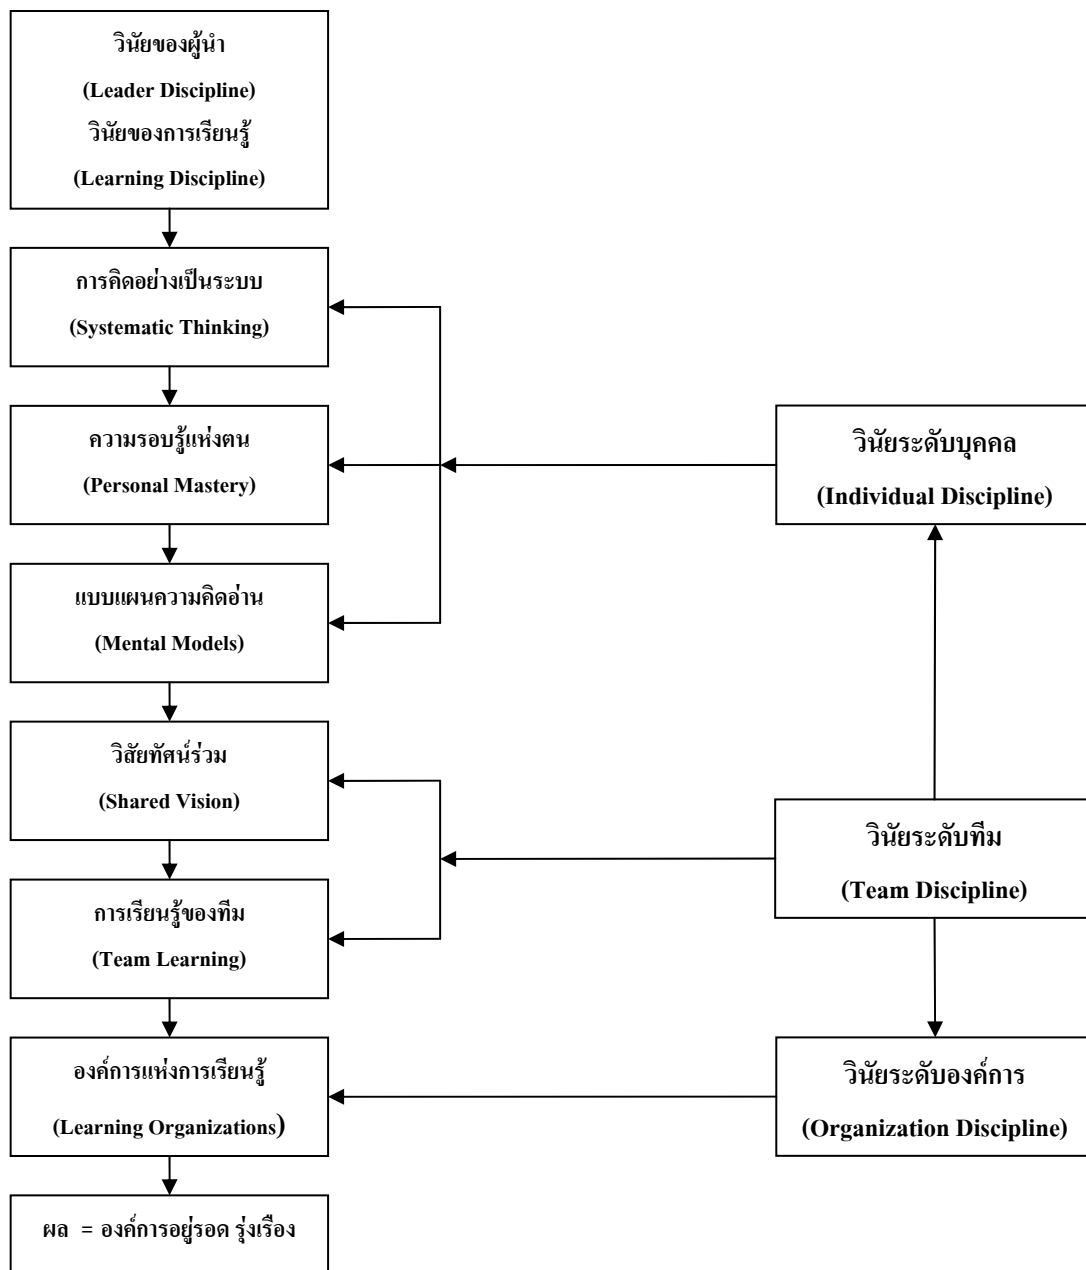 วินัยของผู้นำ
(Leader Discipline)
วินัยของการเรียนรู้
(Learning Discipline)
การคิดอย่างเป็นระบบ
(Systematic Thinking)
ความรอบรู้แห่งตน
(Personal Mastery)
วินัยระดับบุคคล
(Individual Discipline)
แบบแผนความคิดอ่าน
(Mental Models)
วิสัยทัศน์ร่วม
(Shared Vision)
วินัยระดับทีม
(Team Discipline)
การเรียนรู้ของทีม
(Team Learning)
องค์การแห่งการเรียนรู้
(Learning Organizations)
วินัยระดับองค์การ
(Organization Discipline)
ผล = องค์การอยู่รอด รุ่งเรือง